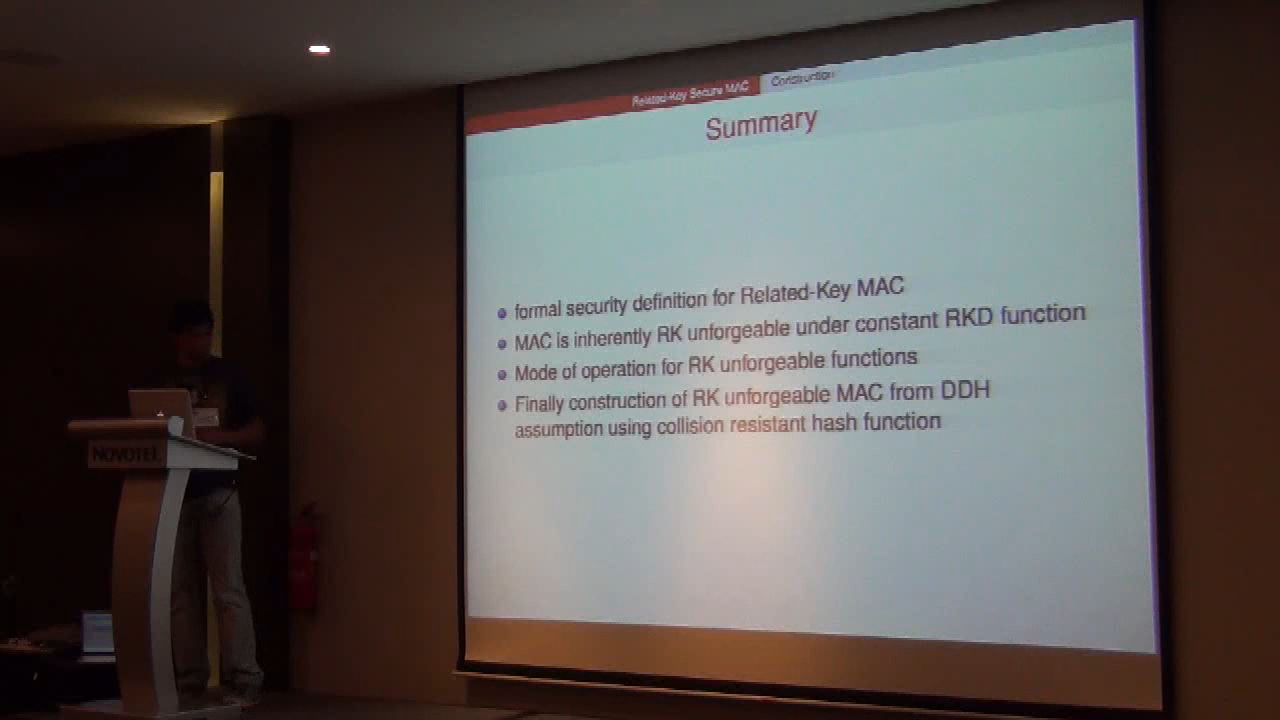 Related-Key Secure MAC Construction
Summary
formal security definition for Related-Key MAC
MAC is inherently RK unforgeable under constant RKD function
Mode of operation for RK unforgeable functions
Finally construction of RK unforgeable MAC from DDH
assumption using collision resistant hash function
NOVOTEL